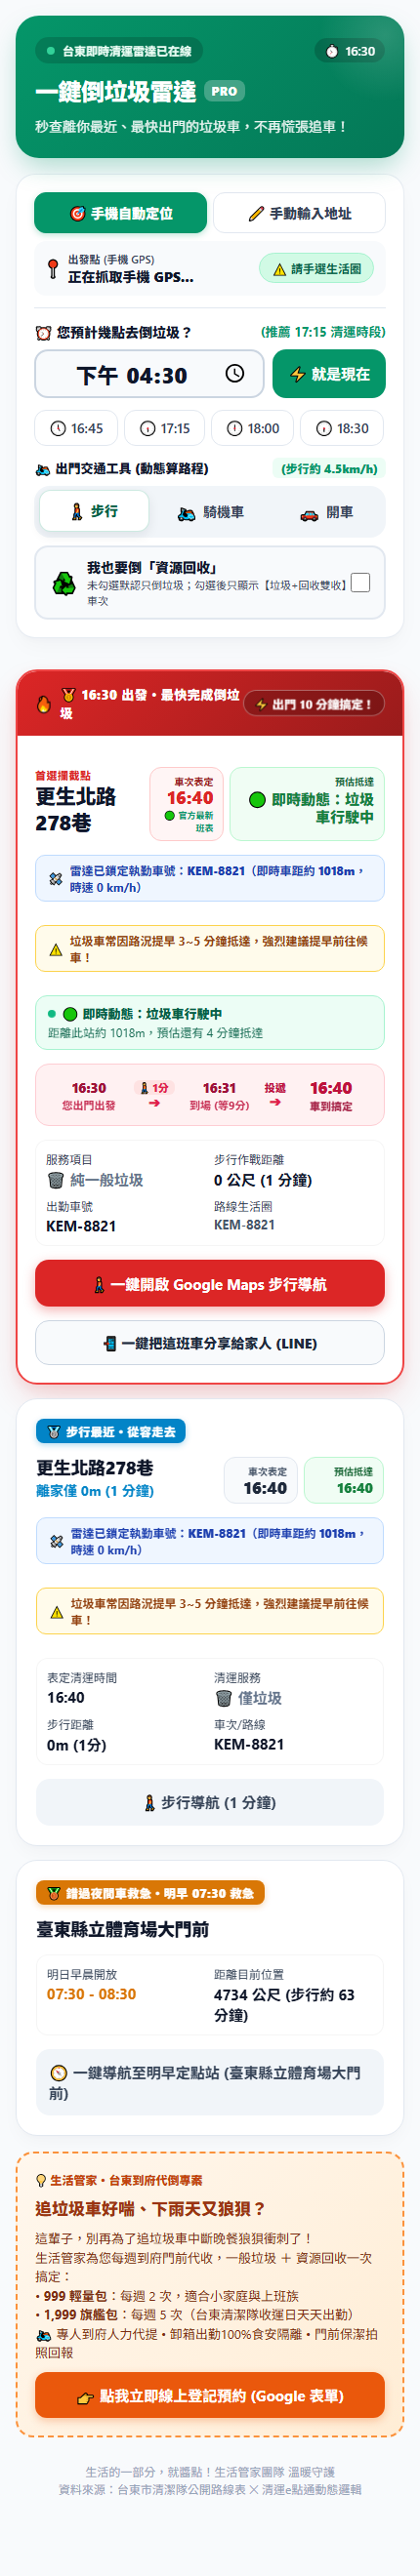 台東即時清運雷達已在線
⏱️ 16:30
一鍵倒垃圾雷達 PRO
秒查離你最近、最快出門的垃圾車，不再慌張追車！
🎯 手機自動定位
✏️ 手動輸入地址
出發點 (手機 GPS)
正在抓取手機 GPS...
⚠️ 請手選生活圈
⏰ 您預計幾點去倒垃圾？
(推薦 17:15 清運時段)
下午 04:30
⚡ 就是現在
16:45
17:15
18:00
18:30
🛵 出門交通工具 (動態算路程)
(步行約 4.5km/h)
🚶 步行
🛵 騎機車
🚗 開車
我也要倒「資源回收」
未勾選默認只倒垃圾；勾選後只顯示【垃圾+回收雙收】
車次
🔥 🥇 16:30 出發・最快完成倒垃
圾
⚡ 出門 10 分鐘搞定！
首選攔截點
更生北路
278巷
車次表定
16:40
🟢 官方最新
班表
預估抵達
🟢 即時動態：垃圾
車行駛中
🛰️ 雷達已鎖定執勤車號：KEM-8821（即時車距約 1018m，
時速 0 km/h）
⚠️ 垃圾車常因路況提早 3~5 分鐘抵達，強烈建議提早前往候
車！
🟢 即時動態：垃圾車行駛中
距離此站約 1018m，預估還有 4 分鐘抵達
16:30
您出門出發
🚶1分
➔
16:31
到場 (等9分)
投遞
➔
16:40
車到搞定
服務項目
🗑️ 純一般垃圾
步行作戰距離
0 公尺 (1 分鐘)
出勤車號
KEM-8821
路線生活圈
KEM-8821
🚶 一鍵開啟 Google Maps 步行導航
📲 一鍵把這班車分享給家人 (LINE)
🥈 步行最近・從容走去
更生北路278巷
離家僅 0m (1 分鐘)
車次表定
16:40
預估抵達
16:40
🛰️ 雷達已鎖定執勤車號：KEM-8821（即時車距約 1018m，
時速 0 km/h）
⚠️ 垃圾車常因路況提早 3~5 分鐘抵達，強烈建議提早前往候
車！
表定清運時間
16:40
清運服務
🗑️ 僅垃圾
步行距離
0m (1分)
車次/路線
KEM-8821
🚶 步行導航 (1 分鐘)
🥉 錯過夜間車救急・明早 07:30 救急
臺東縣立體育場大門前
明日早晨開放
07:30 - 08:30
距離目前位置
4734 公尺 (步行約 63
分鐘)
🧭 一鍵導航至明早定點站 (臺東縣立體育場大門
前)
💡 生活管家・台東到府代倒專案
追垃圾車好喘、下雨天又狼狽？
這輩子，別再為了追垃圾車中斷晚餐狼狽衝刺了！
生活管家為您每週到府門前代收，一般垃圾 ＋ 資源回收一次
搞定：
• 999 輕量包：每週 2 次，適合小家庭與上班族
• 1,999 旗艦包：每週 5 次（台東清潔隊收運日天天出勤）
🛵 專人到府人力代提・卸箱出勤100%食安隔離・門前保潔拍
照回報
👉 點我立即線上登記預約 (Google 表單)
生活的一部分，就醬點！生活管家團隊 溫暖守護
資料來源：台東市清潔隊公開路線表 ╳ 清運e點通動態邏輯